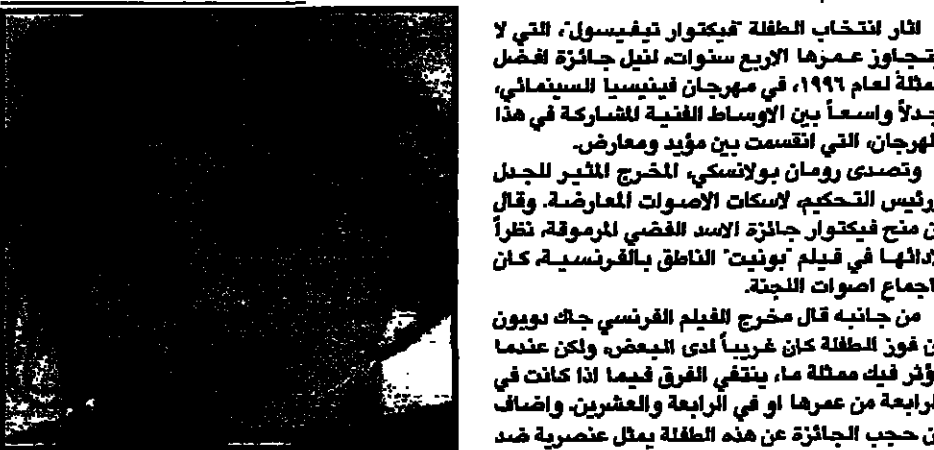 اثار انتخاب الطفلة "فيكتوار تيفيسول"، التي لا
يتجاوز عمرها الاربع سنوات، لنيل جائزة افضل
ممثلة لعام ١٩٩٦، في مهرجان فينيسيا السينمائي،
جدلاً واسعاً بين الاوساط الفنية المشاركة في هذا
المهرجان، التي انقسمت بين مؤيد ومعارض.
وتصدى رومان بولانسكي، المخرج المثير للجدل
ورئيس التحكيم، لاسكات الاصوات المعارضة. وقال
ن منح فيكتوار جائزة الاسد الفضي المرموقة، نظراً
لادائها في فيلم "بونيت" الناطق بالفرنسية، كان
باجماع اصوات اللجنة.
من جانبه قال مخرج الفيلم الفرنسي جاك دويون
ن فوز الطفلة كان غريباً لدى البعض، ولكن عندما
ؤثر فيك ممثلة ما، ينتفي الفرق فيما اذا كانت في
الرابعة من عمرها او في الرابعة والعشرين. واضاف
ن حجب الجائزة عن هذه الطفلة يمثل عنصرية ضد